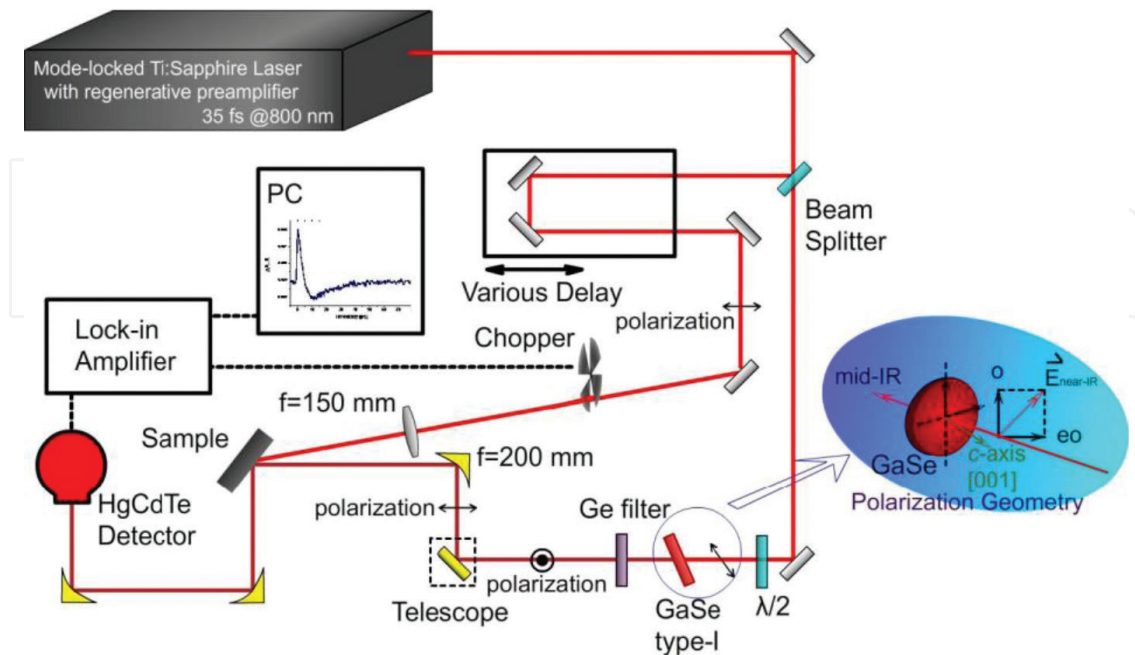 Mode-locked Ti:Sapphire Laser
with regenerative preamplifier
35 fs @800 nm
PC
Beam
Splitter
Various Delay
polarization
Lock-in
Amplifier
Chopper
f=150 mm
Sample
f=200 mm
HgCdTe
Detector
polarization
Ge filter
Telescope
polarization
GaSe
type-I
λ/2
mid-IR
o
E near-IR
eo
GaSe
c-axis
[001]
Polarization Geometry